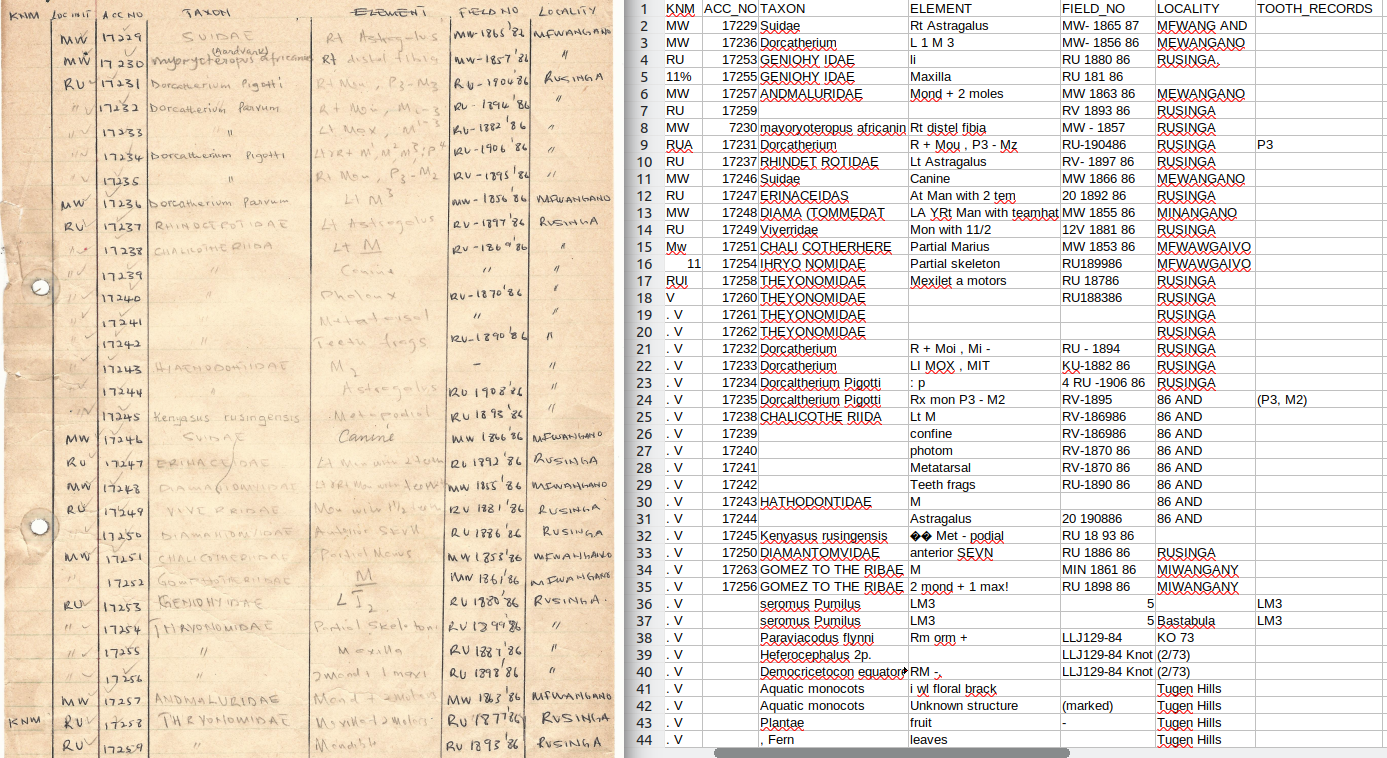 KNM LOC INIT ACC NO TAXON ELEMENT FIELD NO LOCALITY
MW 17229 SUIDAE Rt Astragalus MW-1865'86 MFWANGANO
(Aardvark)
MW 17230 Myorycteropus africanus Rt distal fibia MW-1857'86 "
RU 17231 Dorcatherium Pigotti R+ Mou, P3-M3 RU-1904'86 RUSINGA
" 17232 Dorcatherium Parvum R+ Mou, M2-3 RU-1894'86 "
" 17233 " Lt Max, M1-3 RU-1882'86 "
" 17234 Dorcatherium Pigotti Lt+R+ M1, M2, M3, P4 RU-1906'86 "
" 17235 " Rt Mou, P3-M2 RU-1895'86 "
MW 17236 Dorcatherium Parvum Lt M3 MW-1856'86 MFWANGANO
RU 17237 RHINOCEROTIDAE Lt Astragalus RU-1897'86 RUSINGA
" 17238 CHALICOTHERIIDA Lt M RU-1869'86 "
" 17239 " Canine " "
" 17240 " Phalanx RU-1870'86 "
" 17241 " Metatarsal " "
" 17242 " Teeth frags RU-1890'86 "
" 17243 HYAENODONTIDAE M2 - "
" 17244 Astragalus RU 1908'86 "
" 17245 Kenyasus rusingensis Metapodial RU 1893'86 "
MW 17246 SUIDAE Canine MW 1866'86 MFWANGANO
RU 17247 ERINACEIDAE Lt Man with 2 teeth RU 1892'86 RUSINGA
MW 17248 DIAMANTOMYIDAE Lt+Rt Man with teeth MW 1855'86 MFWANGANO
RU 17249 VIVERRIDAE Man with M1/2 RU 1881'86 RUSINGA
" 17250 DIAMANTOMYIDAE Anterior Skull RU 1886'86 RUSINGA
MW 17251 CHALICOTHERIIDAE Partial Manus MW 1853'86 MFWANGANO
" 17252 GOMPHOTHERIIDAE M MW 1861'86 MFWANGANO
RU 17253 GENIOHYIDAE L I2 RU 1880'86 RUSINGA.
" 17254 THRYONOMIDAE Partial Skeleton RU 1899'86 "
" 17255 " Maxilla RU 1881'86 "
" 17256 2 mand + 1 max RU 1898'86 "
MW 17257 ANOMALURIDAE Mand + 2 molars MW 1863'86 MFWANGANO
KNM RU 17258 THRYONOMIDAE Maxilla + 2 molars RU 1877'86 RUSINGA
RU 17259 " Mandible RU 1893'86 RUSINGA
1 KNM ACC_NO TAXON ELEMENT FIELD_NO LOCALITY TOOTH_RECORDS
2 MW 17229 Suidae Rt Astragalus MW- 1865 87 MFWANG AND
3 MW 17236 Dorcatherium L 1 M 3 MW- 1856 86 MEWANGANO
4 RU 17253 GENIOHY IDAE li RU 1880 86 RUSINGA,
5 11% 17255 GENIOHY IDAE Maxilla RU 181 86
6 MW 17257 ANDMALURIDAE Mond + 2 moles MW 1863 86 MEWANGANO
7 RU 17259 RV 1893 86 RUSINGA
8 MW 7230 mayoryoteropus africanin Rt distel fibia MW - 1857 RUSINGA
9 RUA 17231 Dorcatherium R + Mou , P3 - Mz RU-190486 RUSINGA P3
10 RU 17237 RHINDET ROTIDAE Lt Astragalus RV- 1897 86 RUSINGA
11 MW 17246 Suidae Canine MW 1866 86 MEWANGANO
12 RU 17247 ERINACEIDAS At Man with 2 tem 20 1892 86 RUSINGA
13 MW 17248 DIAMA (TOMMEDAT LA YRt Man with teamhat MW 1855 86 MINANGANO
14 RU 17249 Viverridae Mon with 11/2 12V 1881 86 RUSINGA
15 Mw 17251 CHALI COTHERHERE Partial Marius MW 1853 86 MFWAWGAIVO
16 11 17254 IHRYO NOMIDAE Partial skeleton RU189986 MFWAWGAIVO
17 RUI 17258 THEYONOMIDAE Mexilet a motors RU 18786 RUSINGA
18 V 17260 THEYONOMIDAE RU188386 RUSINGA
19 . V 17261 THEYONOMIDAE RUSINGA
20 . V 17262 THEYONOMIDAE RUSINGA
21 . V 17232 Dorcatherium R + Moi , Mi - RU - 1894 RUSINGA
22 . V 17233 Dorcatherium LI MOX , MIT KU-1882 86 RUSINGA
23 . V 17234 Dorcaltherium Pigotti : p 4 RU -1906 86 RUSINGA
24 . V 17235 Dorcaltherium Pigotti Rx mon P3 - M2 RV-1895 86 AND (P3, M2)
25 . V 17238 CHALICOTHE RIIDA Lt M RV-186986 86 AND
26 . V 17239 confine RV-186986 86 AND
27 . V 17240 photom RV-1870 86 86 AND
28 . V 17241 Metatarsal RV-1870 86 86 AND
29 . V 17242 Teeth frags RU-1890 86 86 AND
30 . V 17243 HATHODONTIDAE M 86 AND
31 . V 17244 Astragalus 20 190886 86 AND
32 . V 17245 Kenyasus rusingensis �� Met - podial RU 18 93 86
33 . V 17250 DIAMANTOMVIDAE anterior SEVN RU 1886 86 RUSINGA
34 . V 17263 GOMEZ TO THE RIBAE M MIN 1861 86 MIWANGANY
35 . V 17256 GOMEZ TO THE RIBAE 2 mond + 1 max! RU 1898 86 MIWANGANY
36 . V seromus Pumilus LM3 5 LM3
37 . V seromus Pumilus LM3 5 Bastabula LM3
38 . V Paraviacodus flynni Rm orm + LLJ129-84 KO 73
39 . V Heferocephalus 2p. LLJ129-84 Knot (2/73)
40 . V Democricetocon equator RM -, LLJ129-84 Knot (2/73)
41 . V Aquatic monocots i wl floral brack Tugen Hills
42 . V Aquatic monocots Unknown structure (marked) Tugen Hills
43 . V Plantae fruit - Tugen Hills
44 . V , Fern leaves Tugen Hills